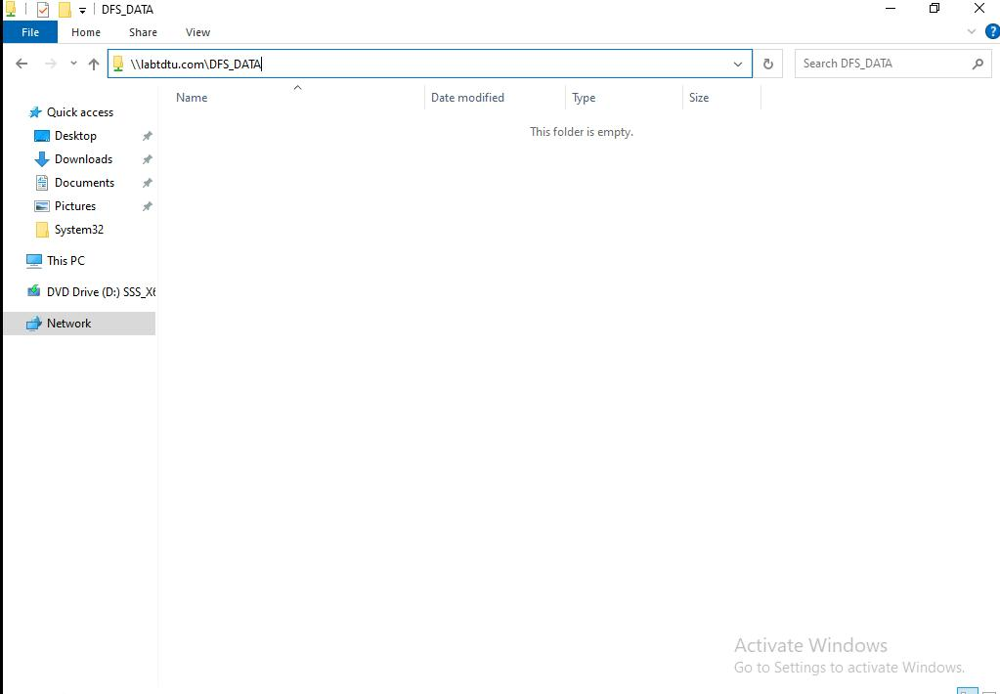 DFS_DATA
File Home Share View
\\labtdtu.com\DFS_DATA
Search DFS_DATA
Name Date modified Type Size
This folder is empty.
Quick access
Desktop
Downloads
Documents
Pictures
System32
This PC
DVD Drive (D:) SSS_X6
Network
Activate Windows
Go to Settings to activate Windows.